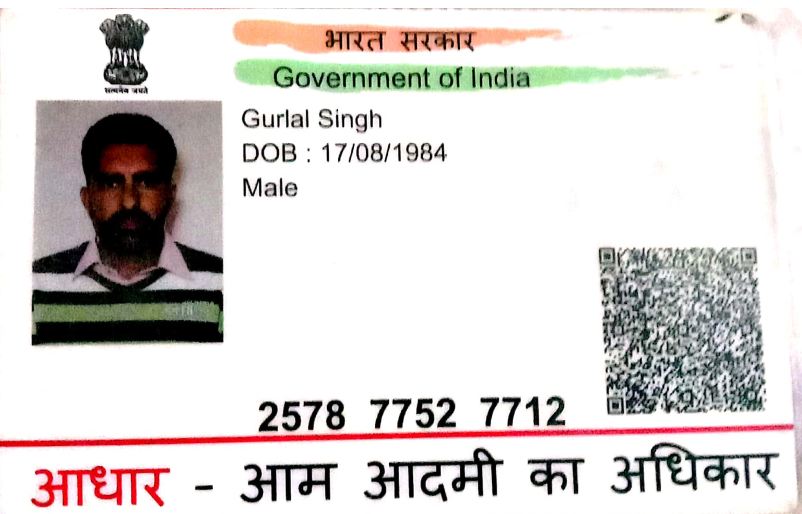 भारत सरकार
Government of India
सत्यमेव जयते
Gurlal Singh
DOB : 17/08/1984
Male
2578 7752 7712
आधार - आम आदमी का अधिकार